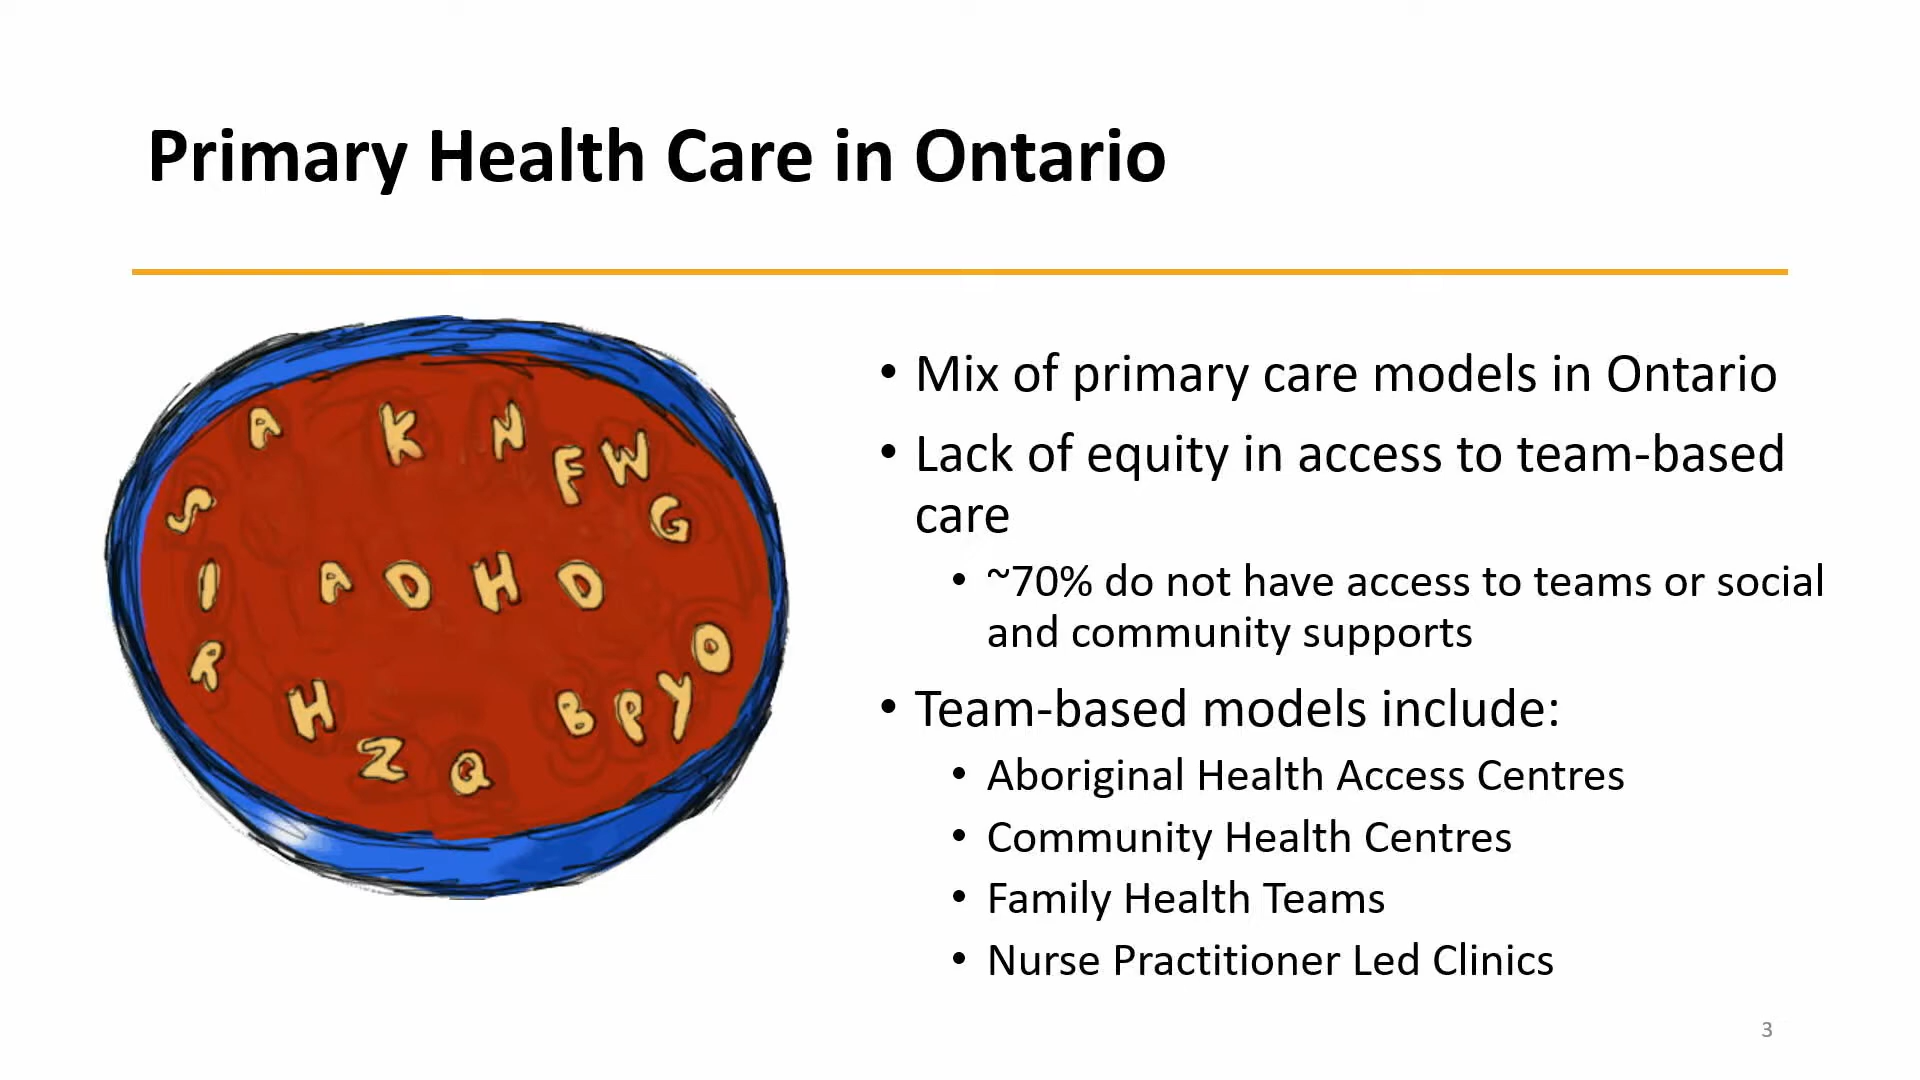 Primary Health Care in Ontario
A K N
F W
S G
I A D H D
R O
H B P Y
Z Q
• Mix of primary care models in Ontario
• Lack of equity in access to team-based
care
• ~70% do not have access to teams or social
and community supports
• Team-based models include:
• Aboriginal Health Access Centres
• Community Health Centres
• Family Health Teams
• Nurse Practitioner Led Clinics
3